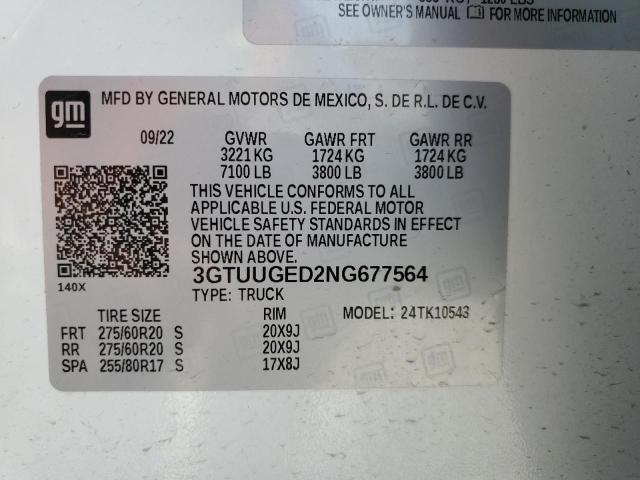 SEE OWNER'S MANUAL FOR MORE INFORMATION
gm
MFD BY GENERAL MOTORS DE MEXICO, S. DE R.L. DE C.V.
09/22 GVWR GAWR FRT GAWR RR
3221 KG 1724 KG 1724 KG
7100 LB 3800 LB 3800 LB
THIS VEHICLE CONFORMS TO ALL
APPLICABLE U.S. FEDERAL MOTOR
VEHICLE SAFETY STANDARDS IN EFFECT
ON THE DATE OF MANUFACTURE
SHOWN ABOVE.
3GTUUGED2NG677564
140X
TYPE: TRUCK
TIRE SIZE RIM MODEL: 24TK10543
FRT 275/60R20 S 20X9J
RR 275/60R20 S 20X9J
SPA 255/80R17 S 17X8J